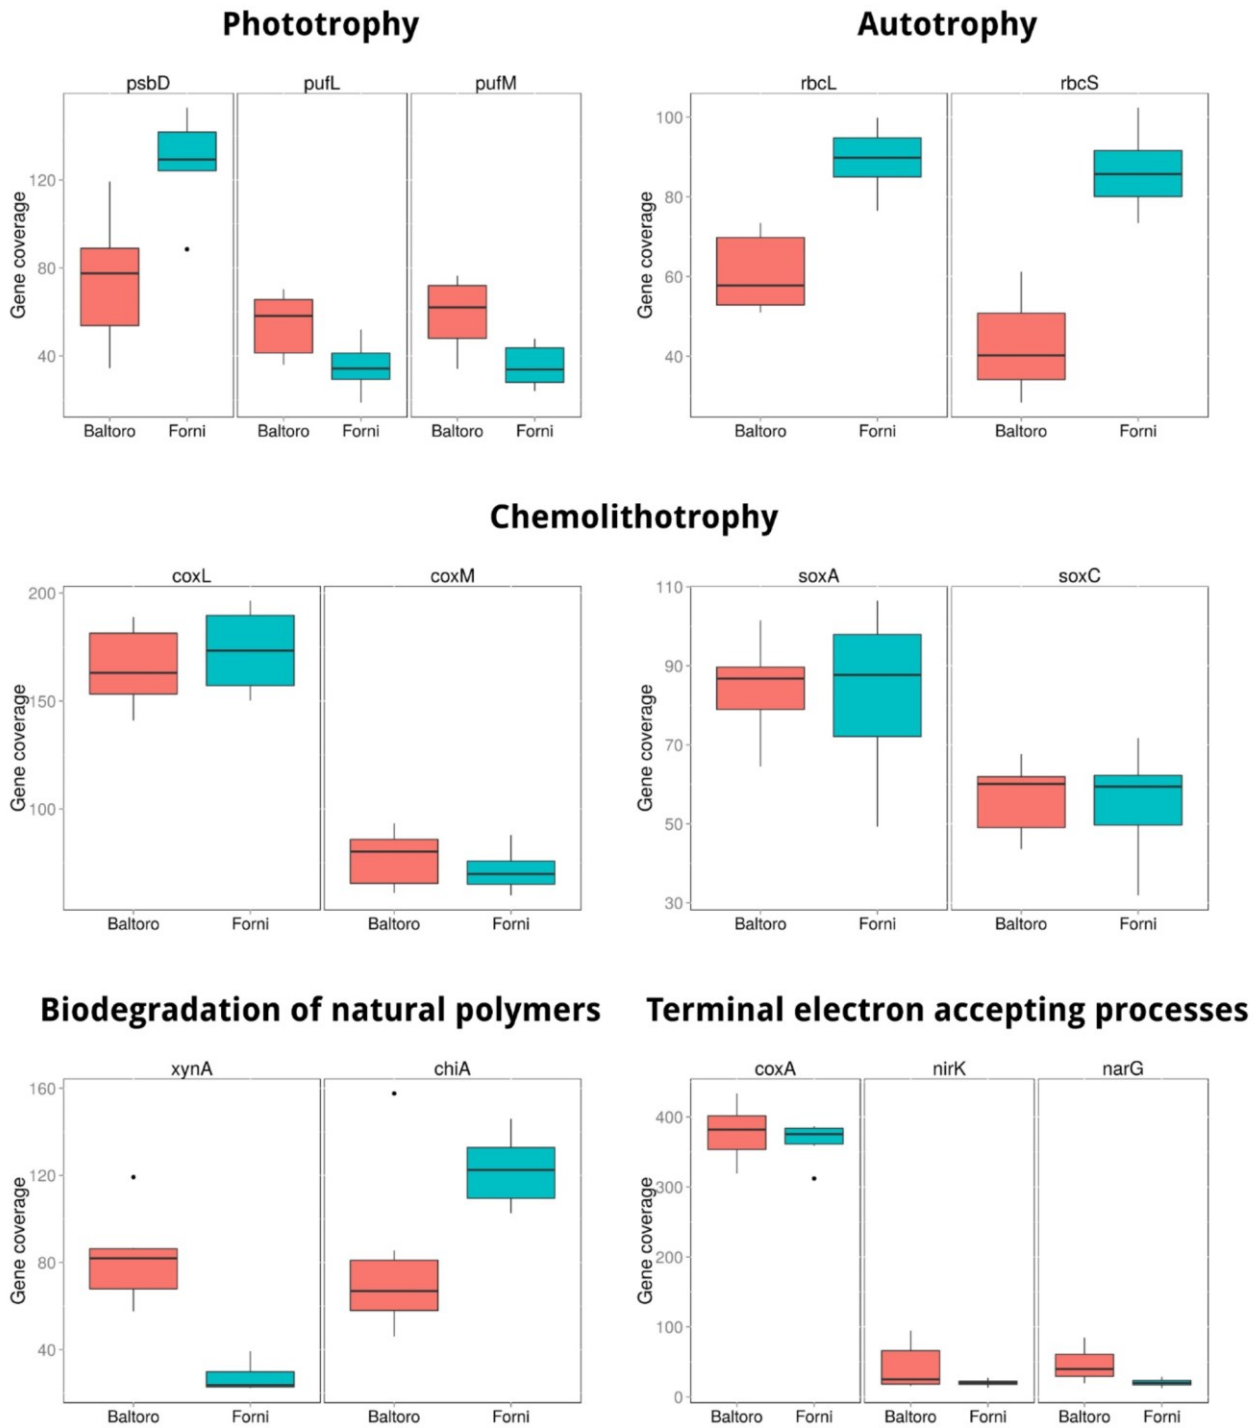 Phototrophy
Autotrophy
psbD pufL pufM
rbcL rbcS
Gene coverage
120
80
40
Baltoro Forni Baltoro Forni Baltoro Forni
Gene coverage
100
80
60
40
Baltoro Forni Baltoro Forni
Chemolithotrophy
coxL coxM
soxA soxC
Gene coverage
200
150
100
Baltoro Forni Baltoro Forni
Gene coverage
110
90
70
50
30
Baltoro Forni Baltoro Forni
Biodegradation of natural polymers
Terminal electron accepting processes
xynA chiA
coxA nirK narG
Gene coverage
160
120
80
40
Baltoro Forni Baltoro Forni
Gene coverage
400
300
200
100
0
Baltoro Forni Baltoro Forni Baltoro Forni